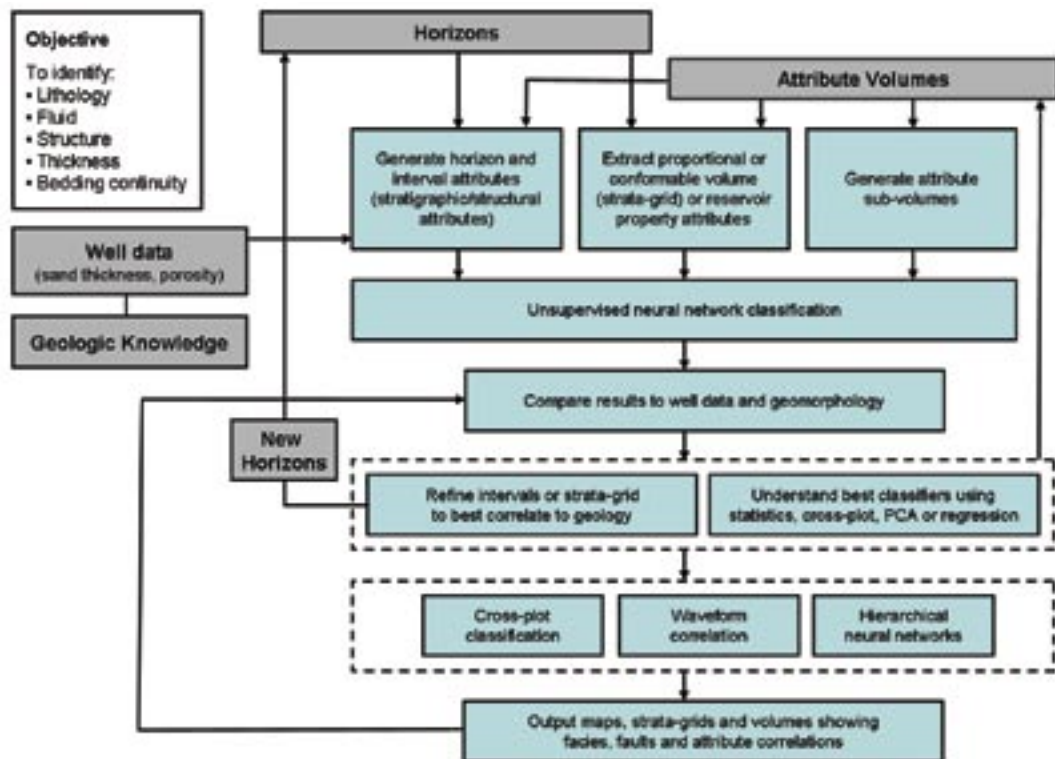 Objective
To identify:
▪ Lithology
▪ Fluid
▪ Structure
▪ Thickness
▪ Bedding continuity
Horizons
Attribute Volumes
Generate horizon and
interval attributes
(stratigraphic/structural
attributes)
Extract proportional or
conformable volume
(strata-grid) or reservoir
property attributes
Generate attribute
sub-volumes
Well data
(sand thickness, porosity)
Geologic Knowledge
Unsupervised neural network classification
Compare results to well data and geomorphology
New
Horizons
Refine intervals or strata-grid
to best correlate to geology
Understand best classifiers using
statistics, cross-plot, PCA or regression
Cross-plot
classification
Waveform
correlation
Hierarchical
neural networks
Output maps, strata-grids and volumes showing
facies, faults and attribute correlations